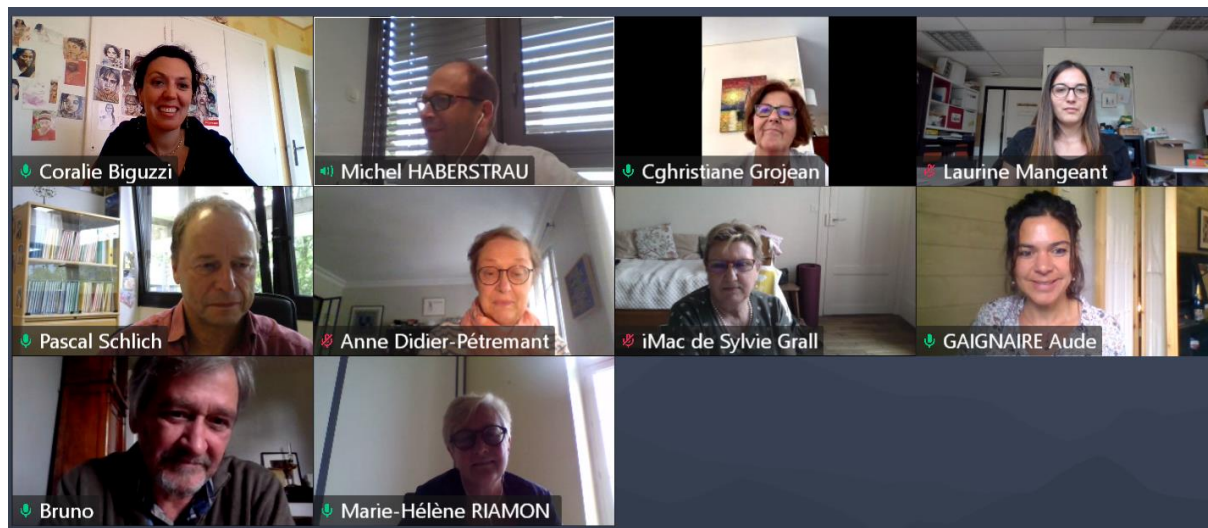 Coralie Biguzzi
Michel HABERSTRAU
Cghristiane Grojean
Laurine Mangeant
Pascal Schlich
Anne Didier-Pétremant
iMac de Sylvie Grall
GAIGNAIRE Aude
Bruno
Marie-Hélène RIAMON